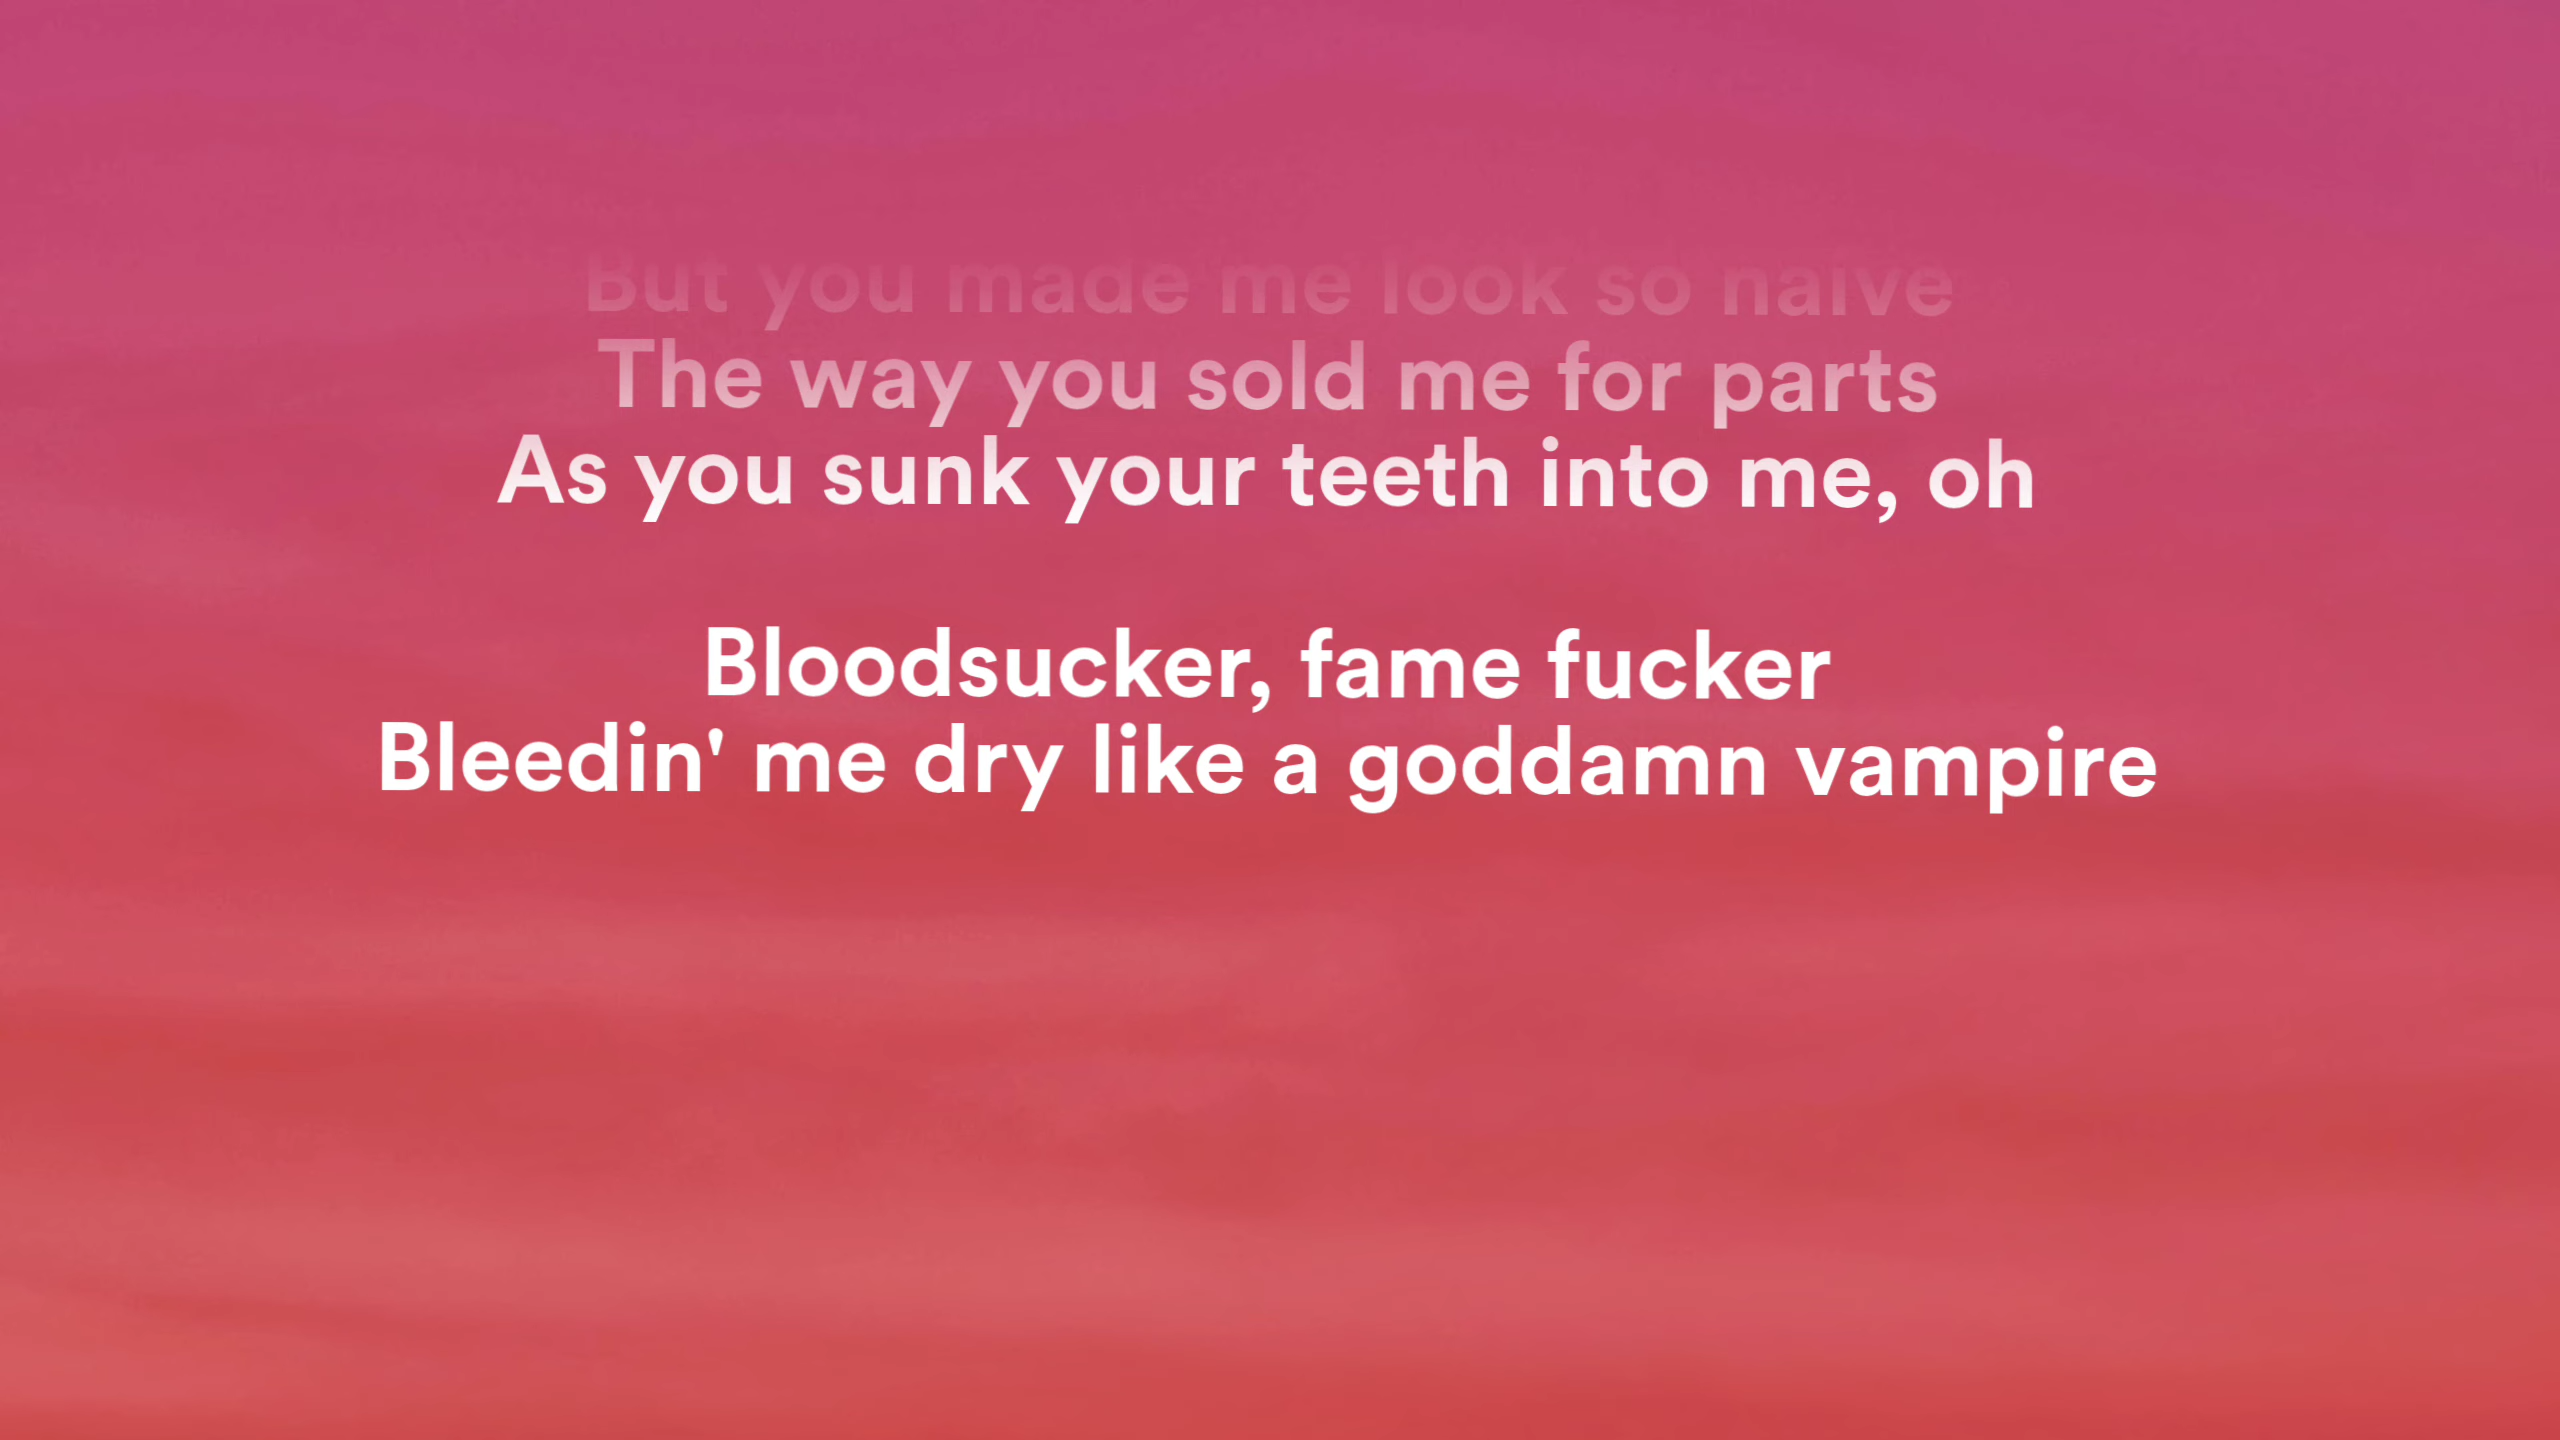 But you made me look so naive
The way you sold me for parts
As you sunk your teeth into me, oh
Bloodsucker, fame fucker
Bleedin' me dry like a goddamn vampire